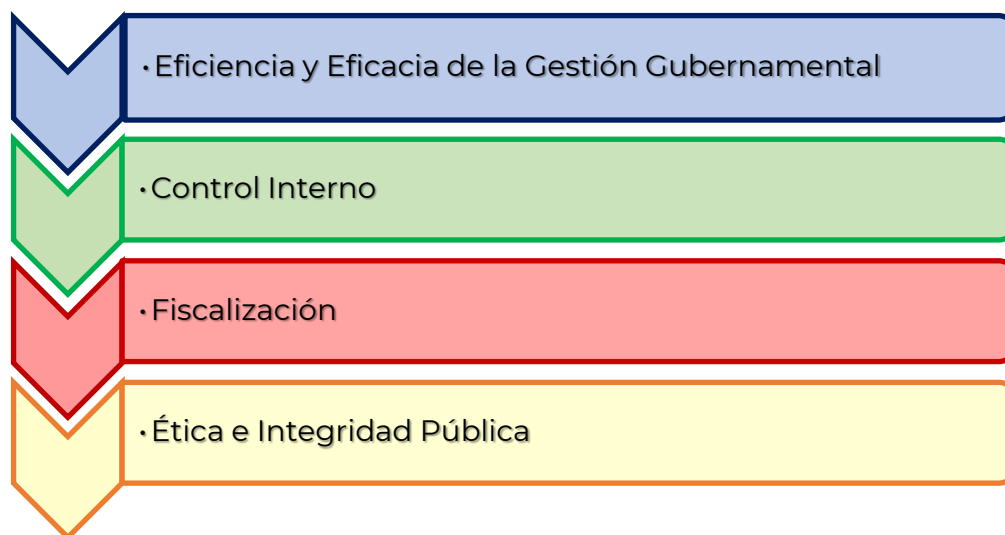 · Eficiencia y Eficacia de la Gestión Gubernamental
· Control Interno
· Fiscalización
· Ética e Integridad Pública